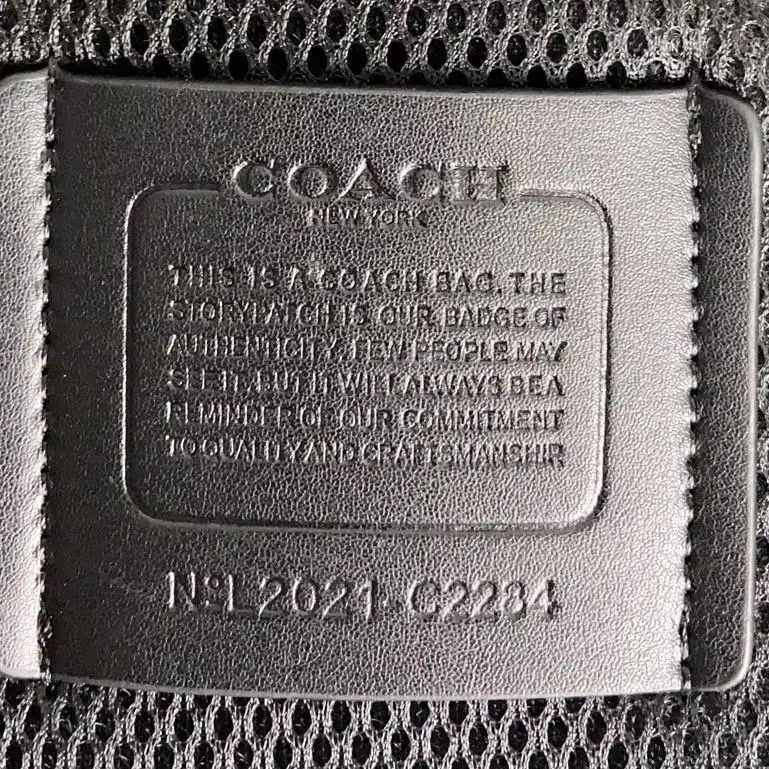 COACH
NEW YORK
THIS IS A COACH BAG. THE
STORYPATCH IS OUR BADGE OF
AUTHENTICITY. FEW PEOPLE MAY
SEE IT, BUT IT WILL ALWAYS BE A
REMINDER OF OUR COMMITMENT
TO QUALITY AND CRAFTSMANSHIP
Nº L2021-C2284